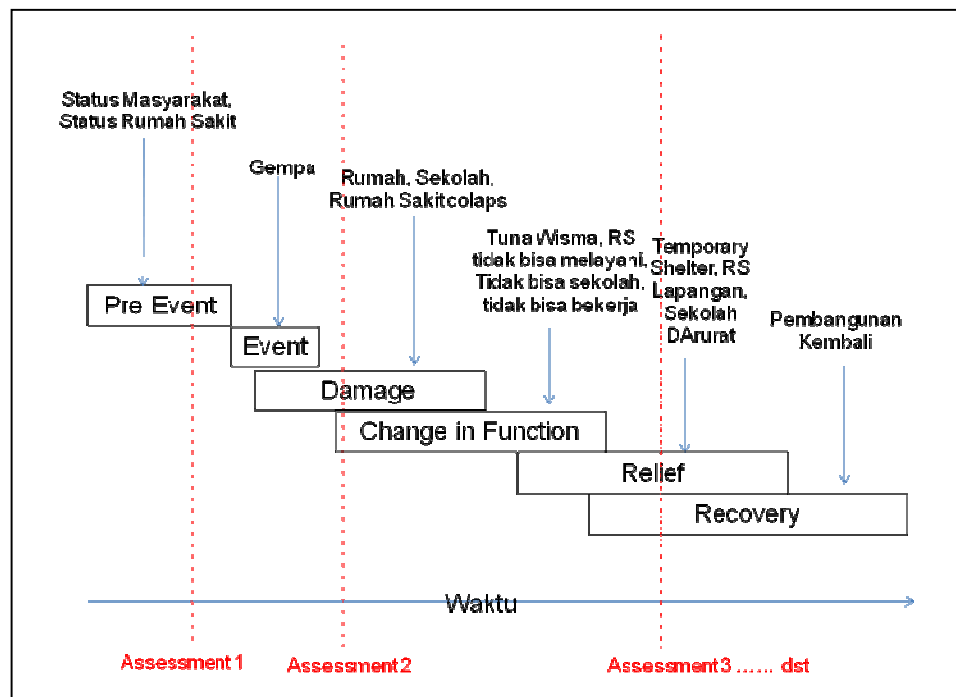 Status Masyarakat,
Status Rumah Sakit
Gempa
Rumah, Sekolah,
Rumah Sakitcolaps
Tuna Wisma, RS
tidak bisa melayani,
Tidak bisa sekolah,
tidak bisa bekerja
Temporary
Shelter, RS
Lapangan,
Sekolah
DArurat
Pembangunan
Kembali
Pre Event
Event
Damage
Change in Function
Relief
Recovery
Waktu
Assessment 1
Assessment 2
Assessment 3 ...... dst